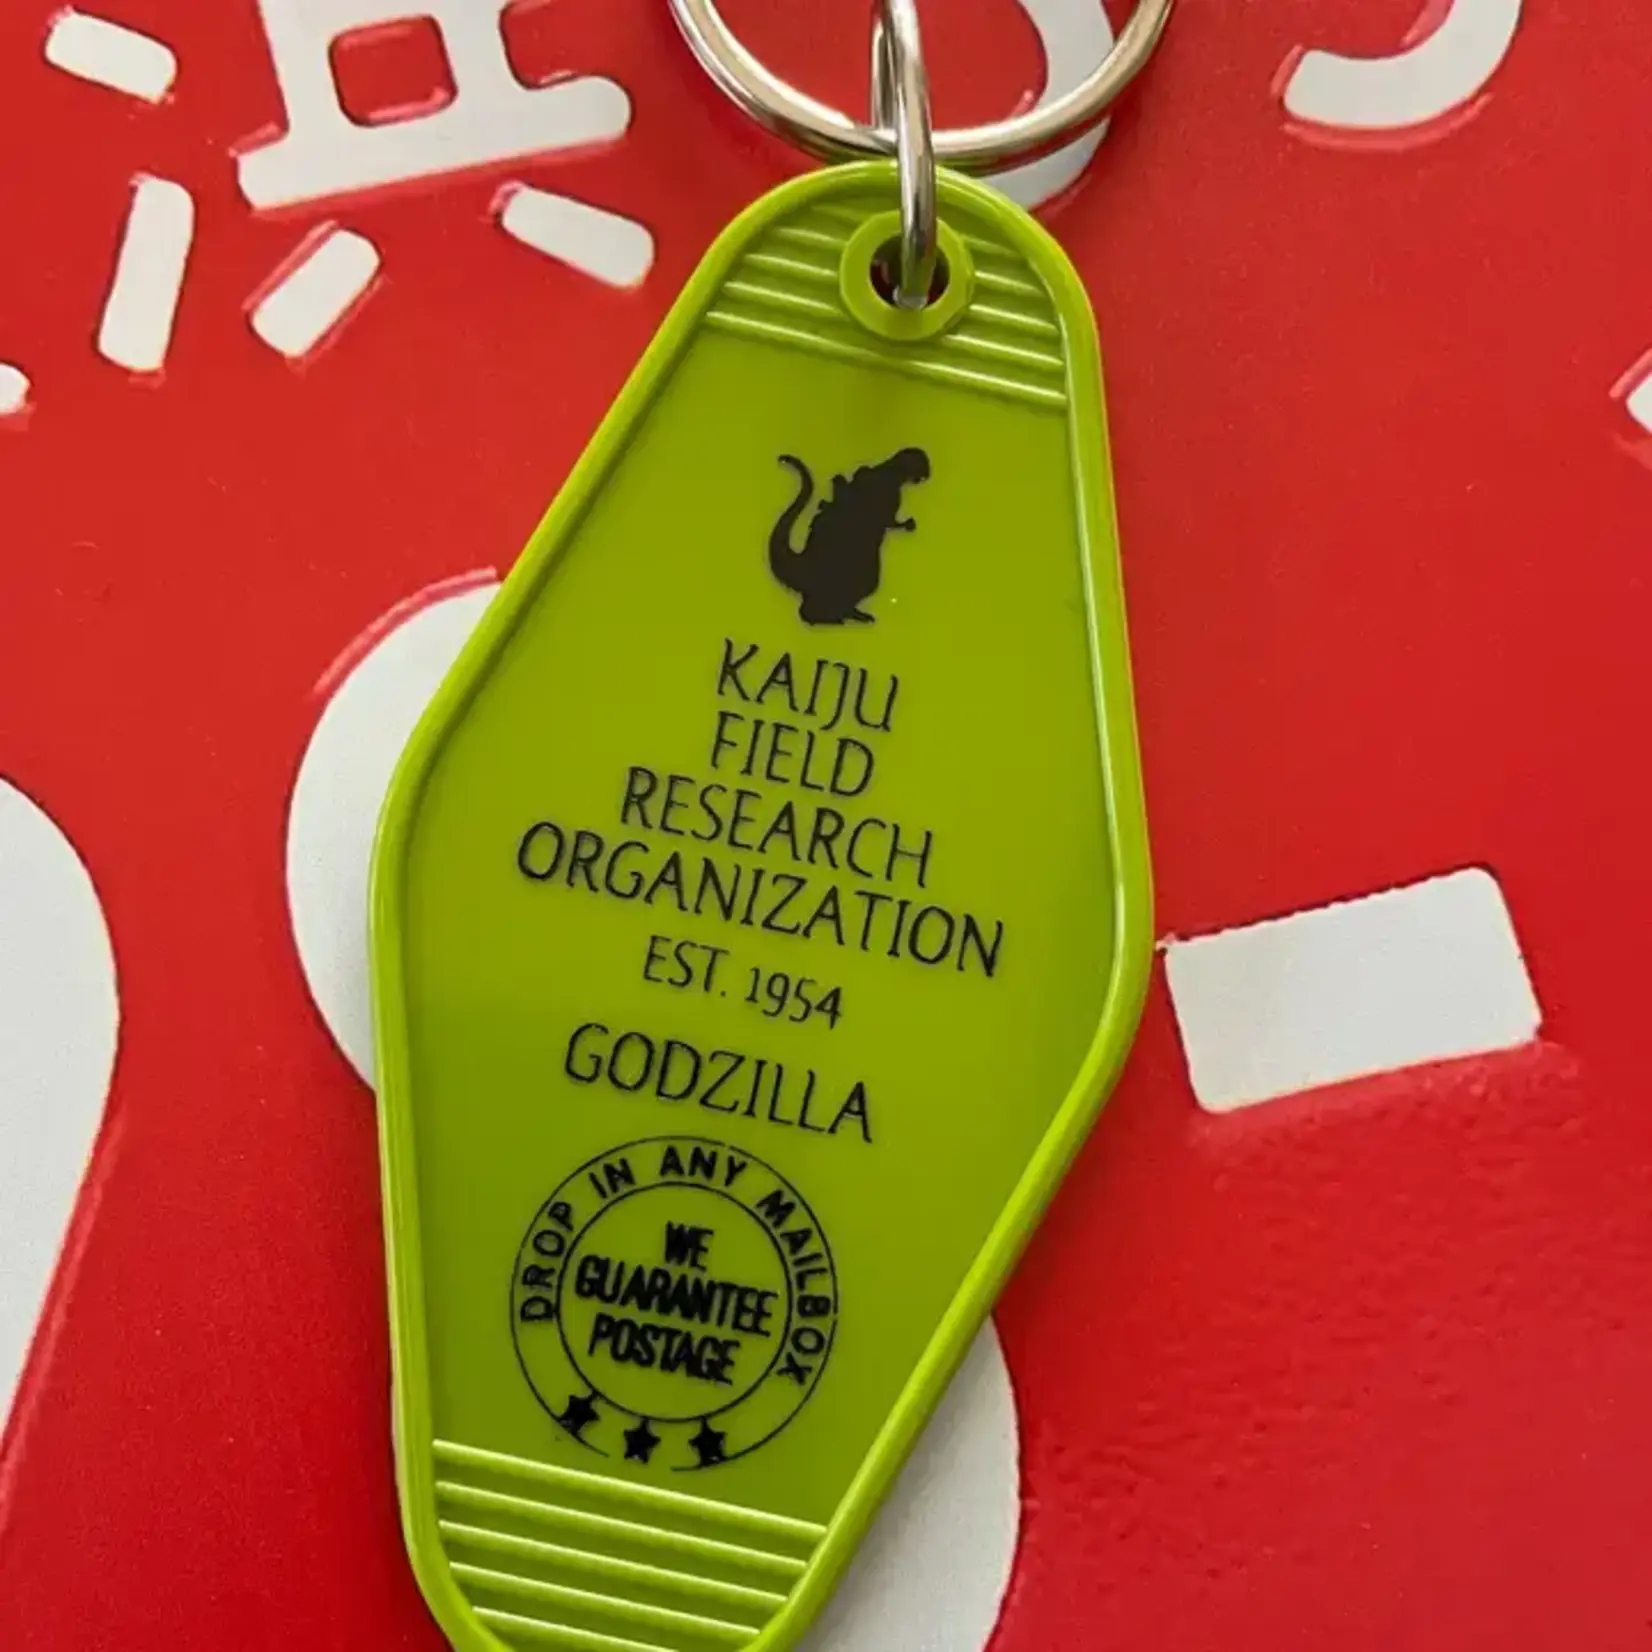 KAIJU
FIELD
RESEARCH
ORGANIZATION
EST. 1954
GODZILLA
DROP IN ANY MAILBOX
WE
GUARANTEE
POSTAGE